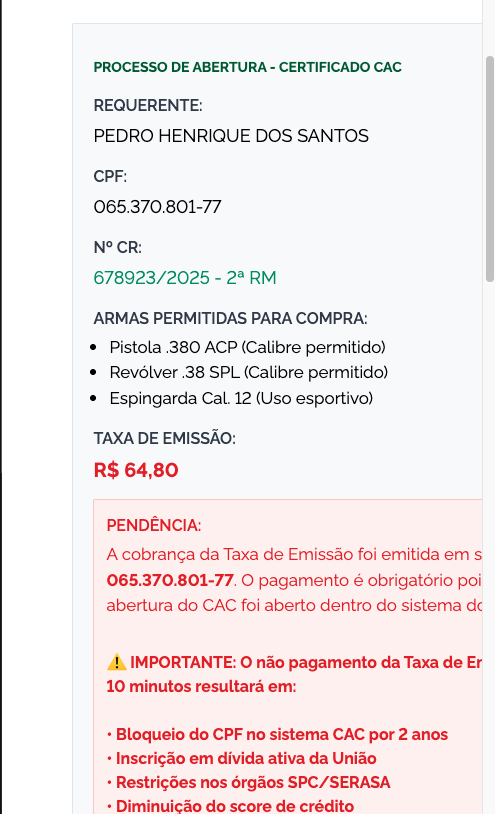 PROCESSO DE ABERTURA - CERTIFICADO CAC
REQUERENTE:
PEDRO HENRIQUE DOS SANTOS
CPF:
065.370.801-77
Nº CR:
678923/2025 - 2ª RM
ARMAS PERMITIDAS PARA COMPRA:
• Pistola .380 ACP (Calibre permitido)
• Revólver .38 SPL (Calibre permitido)
• Espingarda Cal. 12 (Uso esportivo)
TAXA DE EMISSÃO:
R$ 64,80
PENDÊNCIA:
A cobrança da Taxa de Emissão foi emitida em s
065.370.801-77. O pagamento é obrigatório poi
abertura do CAC foi aberto dentro do sistema do
⚠️ IMPORTANTE: O não pagamento da Taxa de Er
10 minutos resultará em:
• Bloqueio do CPF no sistema CAC por 2 anos
• Inscrição em dívida ativa da União
• Restrições nos órgãos SPC/SERASA
• Diminuição do score de crédito